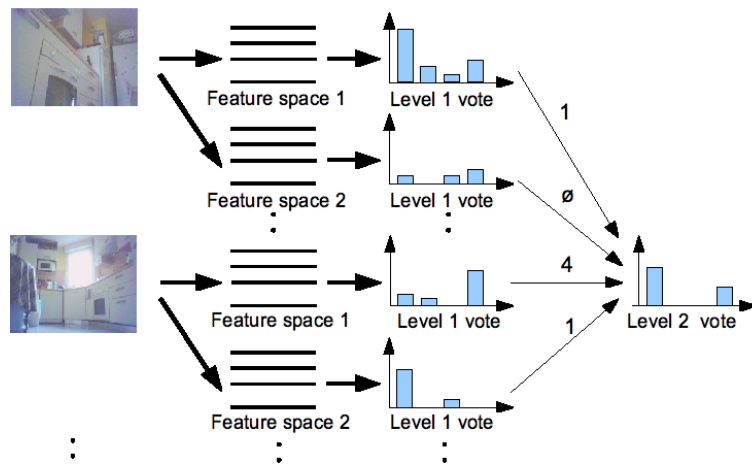 Feature space 1
Level 1 vote
1
Feature space 2
Level 1 vote
ø
4
Feature space 1
Level 1 vote
Level 2 vote
1
Feature space 2
Level 1 vote